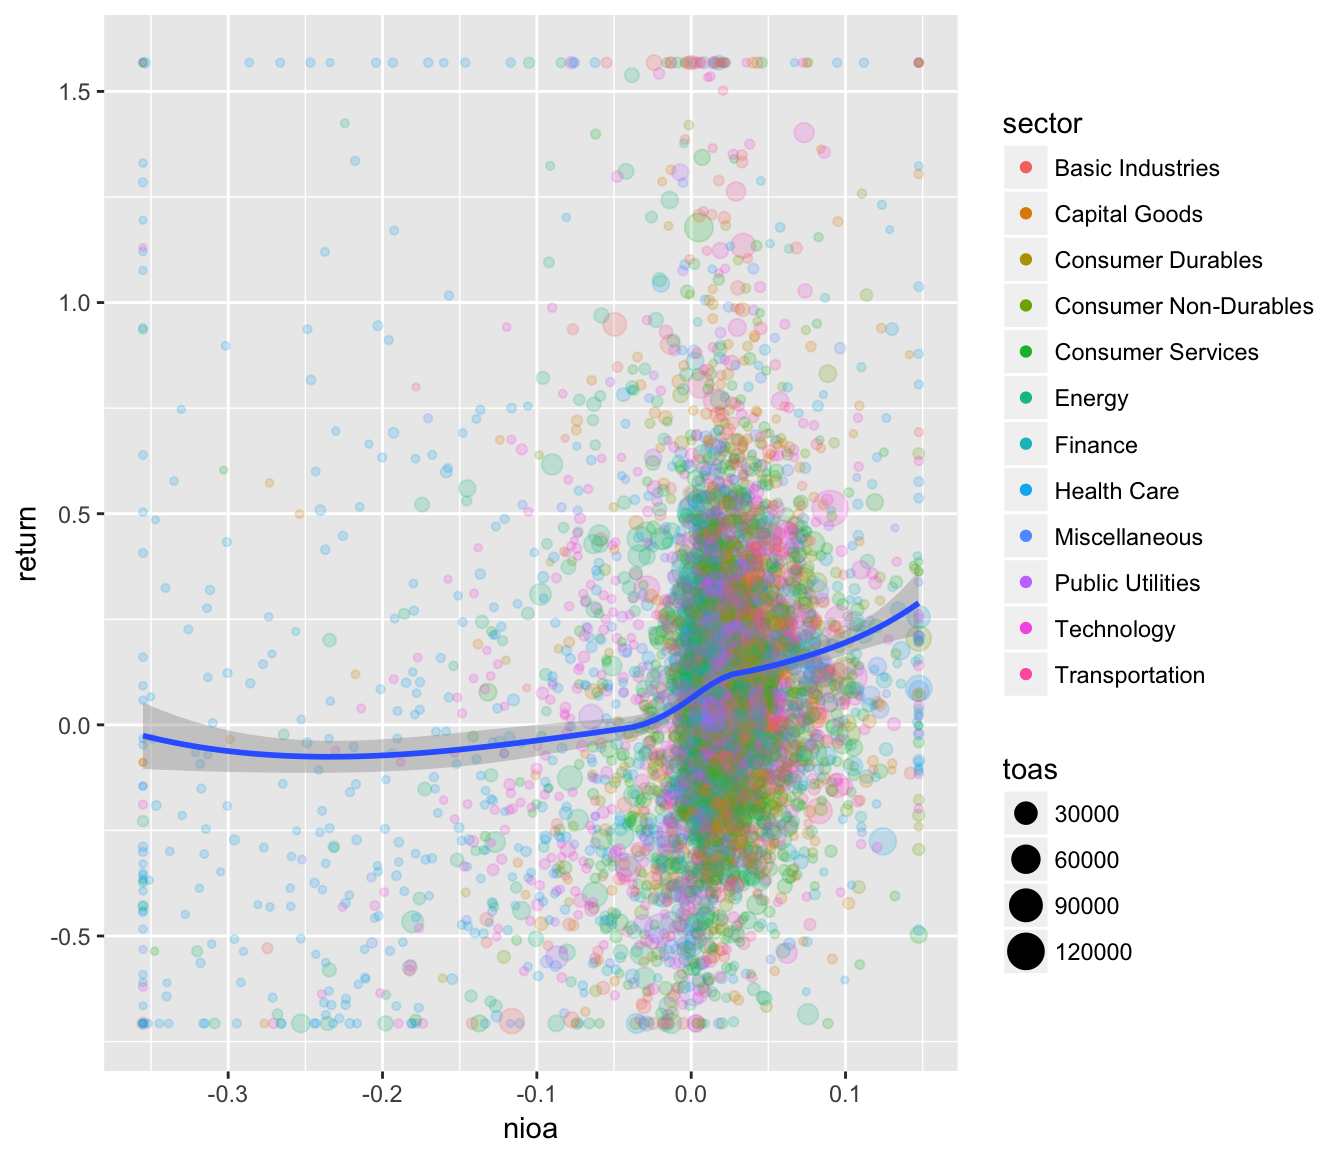 1.5
1.0
0.5
0.0
-0.5
return
-0.3
-0.2
-0.1
0.0
0.1
nioa
sector
Basic Industries
Capital Goods
Consumer Durables
Consumer Non-Durables
Consumer Services
Energy
Finance
Health Care
Miscellaneous
Public Utilities
Technology
Transportation
toas
30000
60000
90000
120000